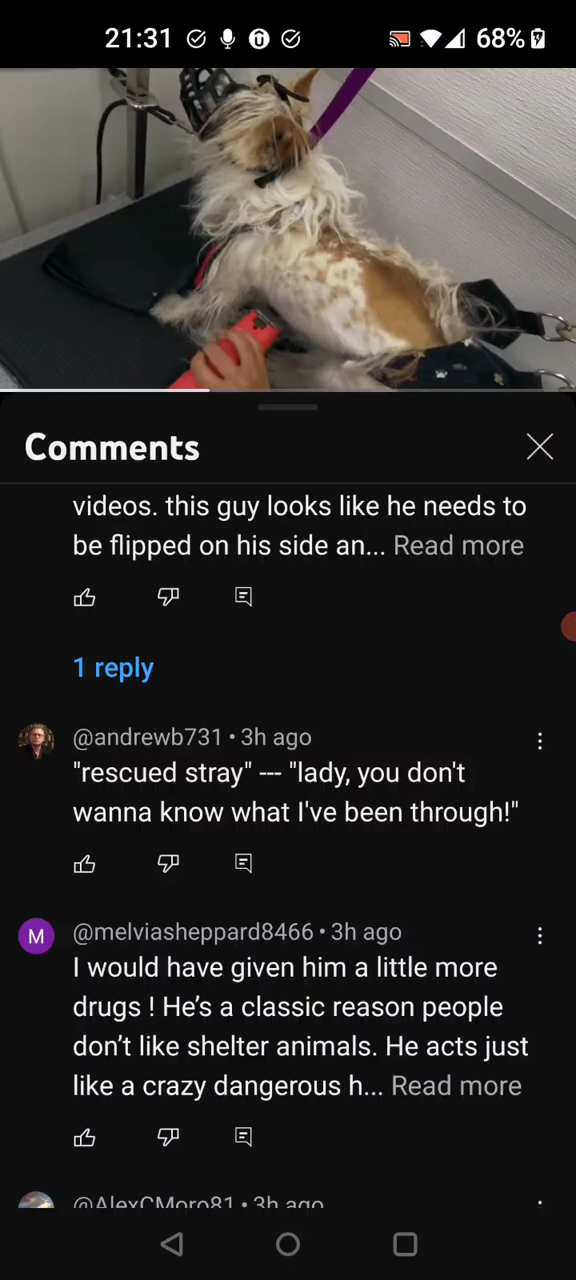 21:31
68%
Comments
videos. this guy looks like he needs to
be flipped on his side an... Read more
1 reply
@andrewb731 • 3h ago
"rescued stray" --- "lady, you don't
wanna know what I've been through!"
M
@melviasheppard8466 • 3h ago
I would have given him a little more
drugs ! He’s a classic reason people
don’t like shelter animals. He acts just
like a crazy dangerous h... Read more
@AlexCMoro81 • 3h ago